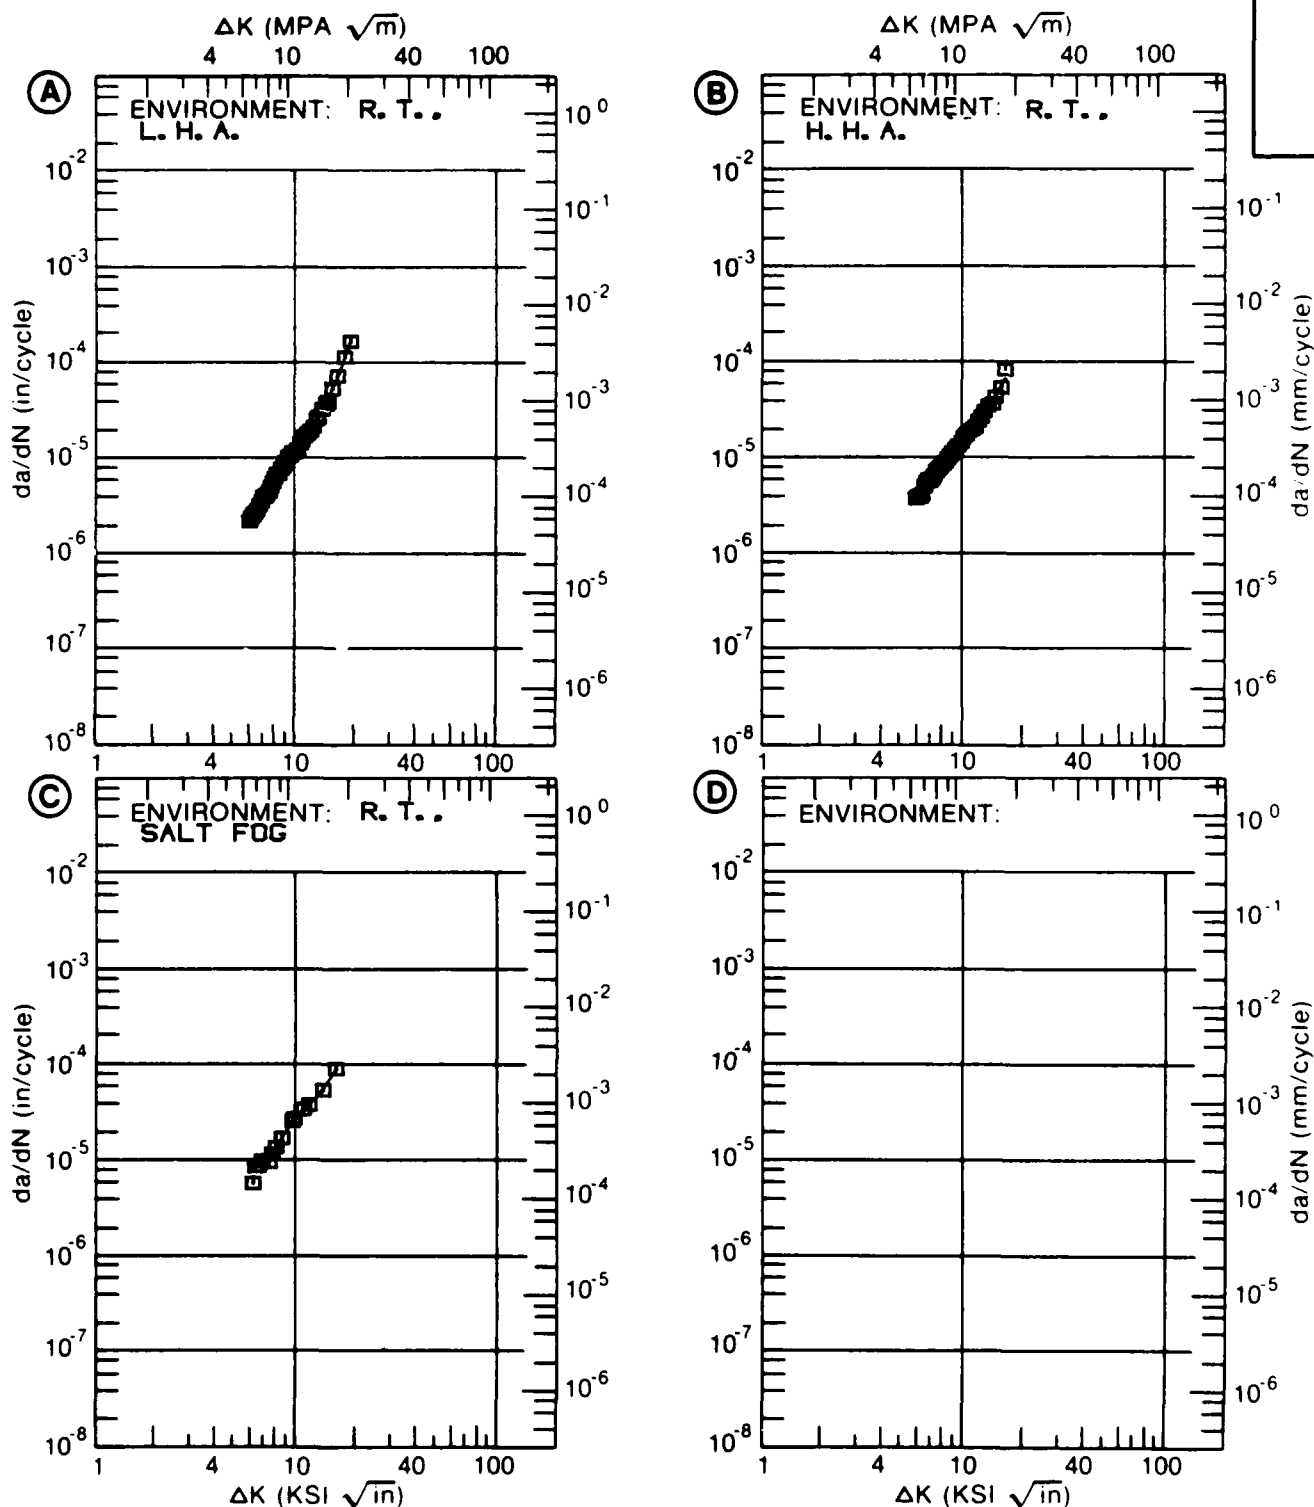 ΔK (MPA √m)
4 10 40 100
A
ENVIRONMENT: R. T. ,
L. H. A.
10^0
10^-2
10^-1
10^-3
10^-2
10^-4
10^-3
10^-5
10^-4
10^-6
10^-5
10^-7
10^-6
10^-8
1 4 10 40 100
da/dN (in/cycle)
ΔK (MPA √m)
4 10 40 100
B
ENVIRONMENT: R. T. ,
H. H. A.
10^-2
10^-1
10^-3
10^-2
10^-4
10^-3
10^-5
10^-4
10^-6
10^-5
10^-7
10^-6
10^-8
1 4 10 40 100
da/dN (mm/cycle)
C
ENVIRONMENT: R. T. ,
SALT FOG
10^0
10^-2
10^-1
10^-3
10^-2
10^-4
10^-3
10^-5
10^-4
10^-6
10^-5
10^-7
10^-6
10^-8
1 4 10 40 100
da/dN (in/cycle)
ΔK (KSI √in)
D
ENVIRONMENT:
10^0
10^-2
10^-1
10^-3
10^-2
10^-4
10^-3
10^-5
10^-4
10^-6
10^-5
10^-7
10^-6
10^-8
1 4 10 40 100
da/dN (mm/cycle)
ΔK (KSI √in)